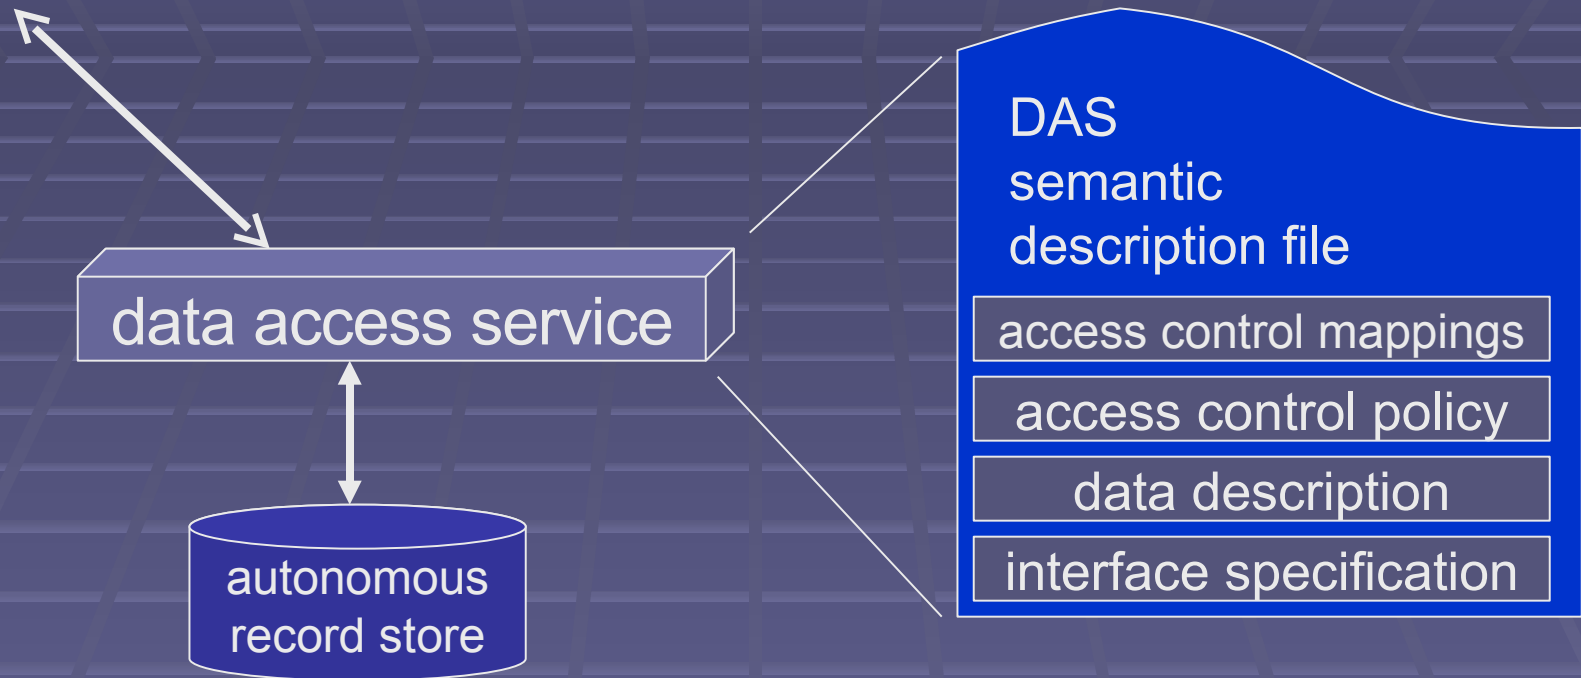 data access service
autonomous
record store
DAS
semantic
description file
access control mappings
access control policy
data description
interface specification